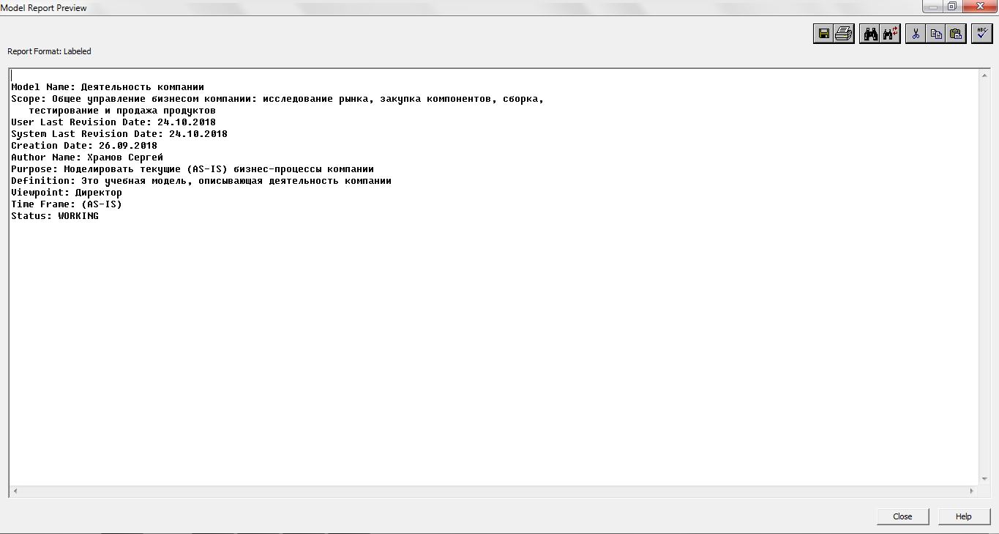 Model Report Preview
Report Format: Labeled
ABC
Model Name: Деятельность компании
Scope: Общее управление бизнесом компании: исследование рынка, закупка компонентов, сборка,
тестирование и продажа продуктов
User Last Revision Date: 24.10.2018
System Last Revision Date: 24.10.2018
Creation Date: 26.09.2018
Author Name: Храмов Сергей
Purpose: Моделировать текущие (AS-IS) бизнес-процессы компании
Definition: Это учебная модель, описывающая деятельность компании
Viewpoint: Директор
Time Frame: (AS-IS)
Status: WORKING
Close
Help